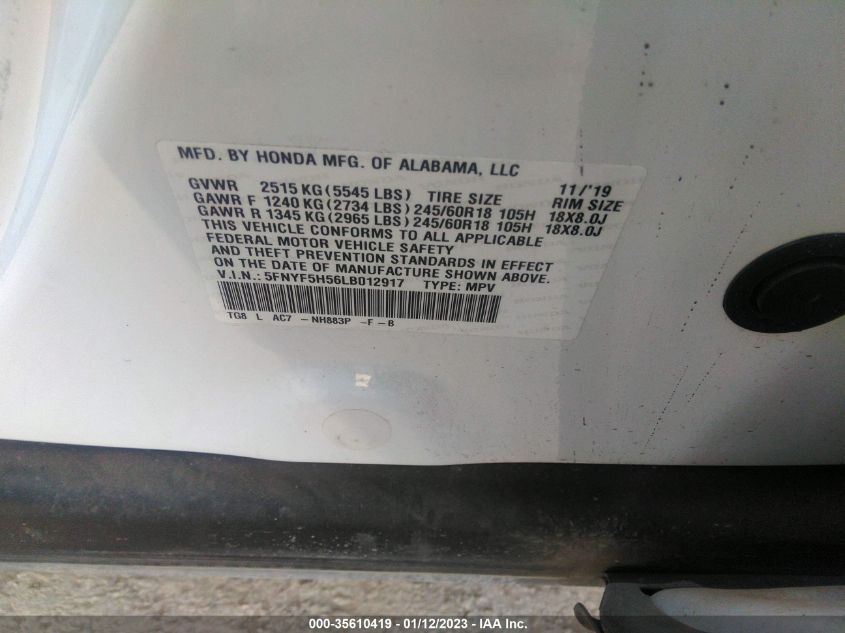 MFD. BY HONDA MFG. OF ALABAMA, LLC
GVWR 2515 KG (5545 LBS) TIRE SIZE 11/'19 RIM SIZE
GAWR F 1240 KG (2734 LBS) 245/60R18 105H 18X8.0J
GAWR R 1345 KG (2965 LBS) 245/60R18 105H 18X8.0J
THIS VEHICLE CONFORMS TO ALL APPLICABLE
FEDERAL MOTOR VEHICLE SAFETY
AND THEFT PREVENTION STANDARDS IN EFFECT
ON THE DATE OF MANUFACTURE SHOWN ABOVE.
V.I.N.: 5FNYF5H56LB012917 TYPE: MPV
TG8 L AC7 -NH883P -F-B
000-35610419 - 01/12/2023 - IAA Inc.